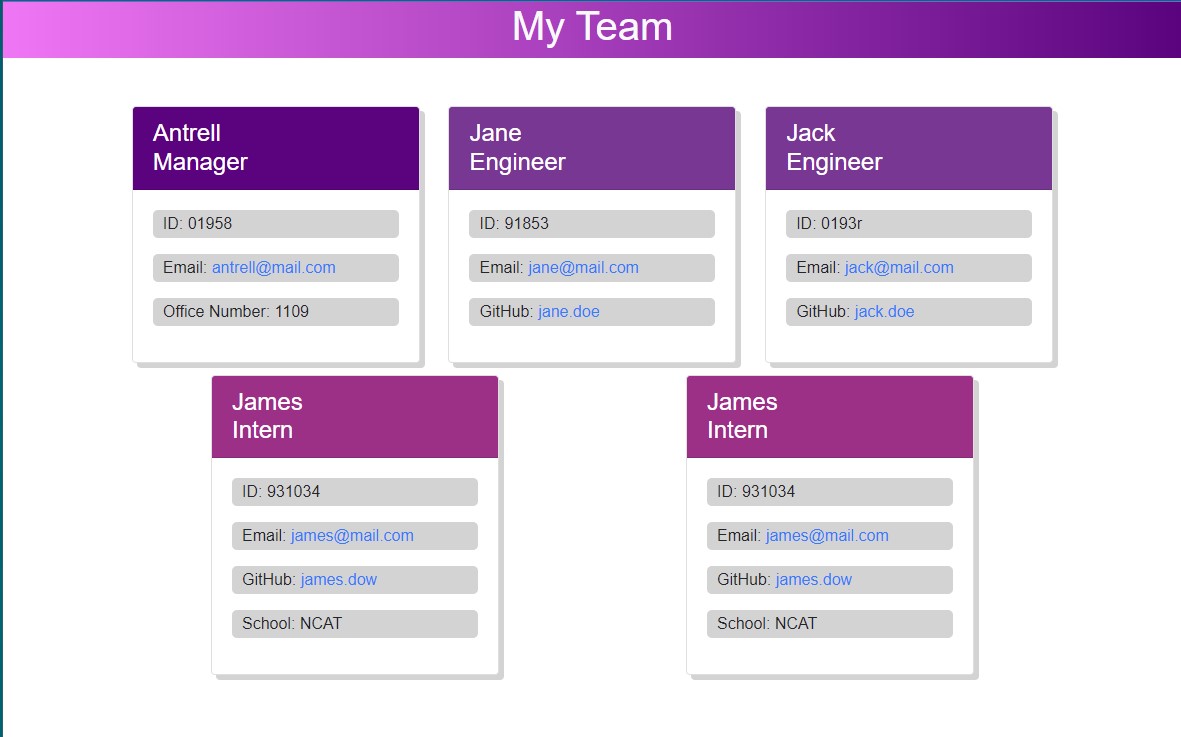 My Team
Antrell
Manager
ID: 01958
Email: antrell@mail.com
Office Number: 1109
Jane
Engineer
ID: 91853
Email: jane@mail.com
GitHub: jane.doe
Jack
Engineer
ID: 0193r
Email: jack@mail.com
GitHub: jack.doe
James
Intern
ID: 931034
Email: james@mail.com
GitHub: james.dow
School: NCAT
James
Intern
ID: 931034
Email: james@mail.com
GitHub: james.dow
School: NCAT